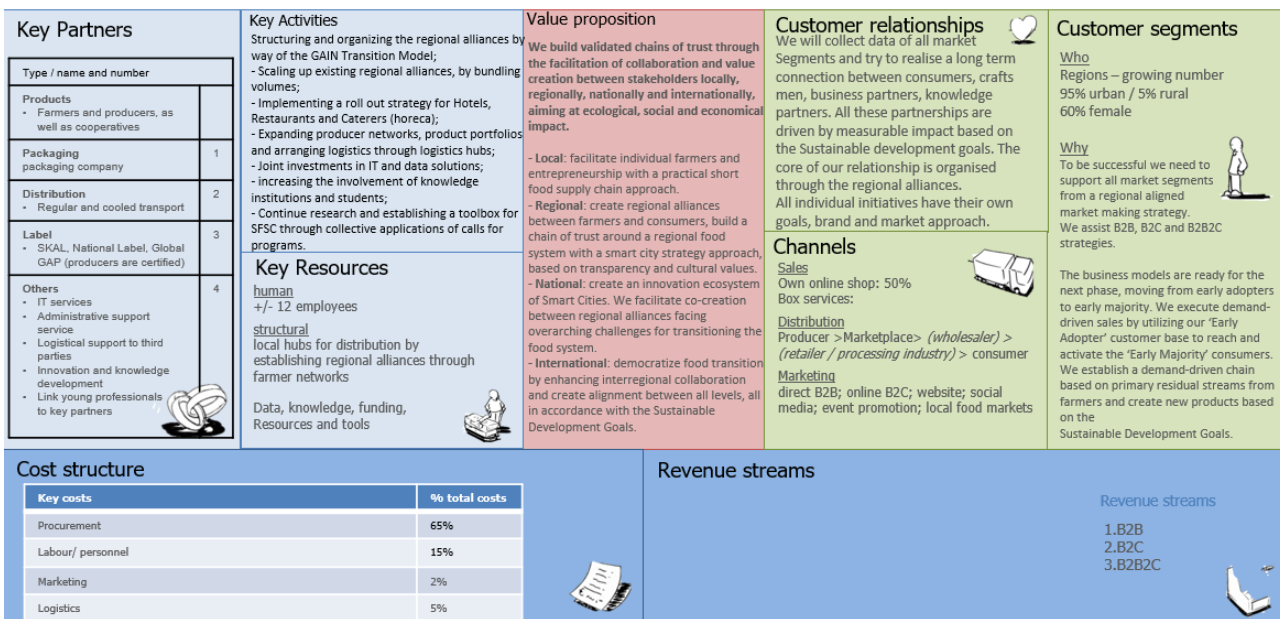 Key Partners
Type / name and number
Products
• Farmers and producers, as
well as cooperatives
Packaging
packaging company
1
Distribution
• Regular and cooled transport
2
Label
• SKAL, National Label, Global
GAP (producers are certified)
3
Others
• IT services
• Administrative support
service
• Logistical support to third
parties
• Innovation and knowledge
development
• Link young professionals
to key partners
4
Key Activities
Structuring and organizing the regional alliances by
way of the GAIN Transition Model;
- Scaling up existing regional alliances, by bundling
volumes;
- Implementing a roll out strategy for Hotels,
Restaurants and Caterers (horeca);
- Expanding producer networks, product portfolios
and arranging logistics through logistics hubs;
- Joint investments in IT and data solutions;
- increasing the involvement of knowledge
institutions and students;
- Continue research and establishing a toolbox for
SFSC through collective applications of calls for
programs.
Key Resources
human
+/- 12 employees
structural
local hubs for distribution by
establishing regional alliances through
farmer networks
Data, knowledge, funding,
Resources and tools
Value proposition
We build validated chains of trust through
the facilitation of collaboration and value
creation between stakeholders locally,
regionally, nationally and internationally,
aiming at ecological, social and economical
impact.
- Local: facilitate individual farmers and
entrepreneurship with a practical short
food supply chain approach.
- Regional: create regional alliances
between farmers and consumers, build a
chain of trust around a regional food
system with a smart city strategy approach,
based on transparency and cultural values.
- National: create an innovation ecosystem
of Smart Cities. We facilitate co-creation
between regional alliances facing
overarching challenges for transitioning the
food system.
- International: democratize food transition
by enhancing interregional collaboration
and create alignment between all levels, all
in accordance with the Sustainable
Development Goals.
Customer relationships
We will collect data of all market
Segments and try to realise a long term
connection between consumers, crafts
men, business partners, knowledge
partners. All these partnerships are
driven by measurable impact based on
the Sustainable development goals. The
core of our relationship is organised
through the regional alliances.
All individual initiatives have their own
goals, brand and market approach.
Channels
Sales
Own online shop: 50%
Box services:
Distribution
Producer >Marketplace> (wholesaler) >
(retailer / processing industry) > consumer
Marketing
direct B2B; online B2C; website; social
media; event promotion; local food markets
Customer segments
Who
Regions – growing number
95% urban / 5% rural
60% female
Why
To be successful we need to
support all market segments
from a regional aligned
market making strategy.
We assist B2B, B2C and B2B2C
strategies.
The business models are ready for the
next phase, moving from early adopters
to early majority. We execute demand-
driven sales by utilizing our ‘Early
Adopter’ customer base to reach and
activate the ‘Early Majority’ consumers.
We establish a demand-driven chain
based on primary residual streams from
farmers and create new products based
on the
Sustainable Development Goals.
Cost structure
Key costs % total costs
Procurement 65%
Labour/ personnel 15%
Marketing 2%
Logistics 5%
Revenue streams
Revenue streams
1.B2B
2.B2C
3.B2B2C